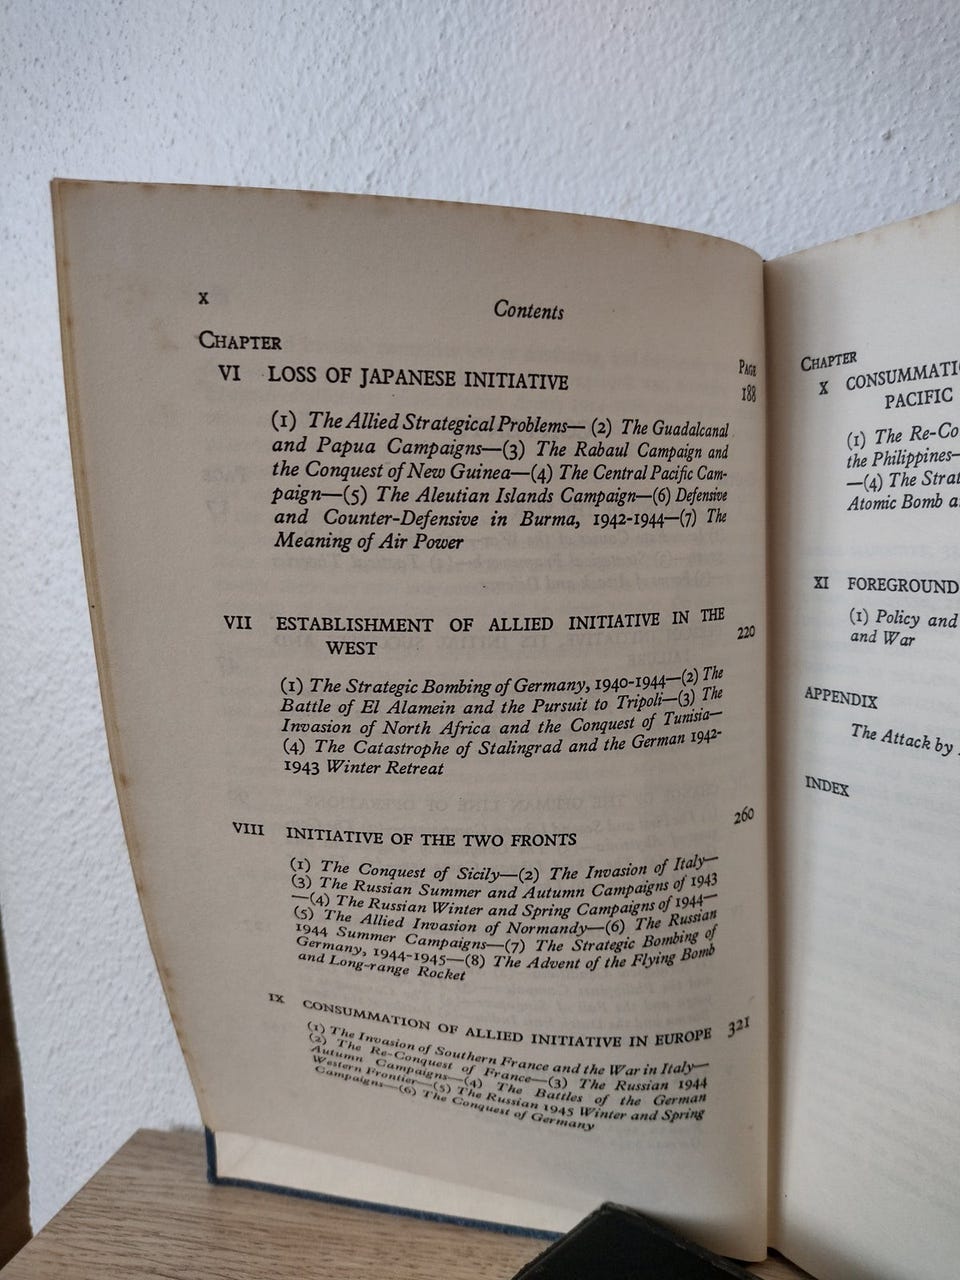 x
Contents
CHAPTER
PAGE
VI LOSS OF JAPANESE INITIATIVE 188
(1) The Allied Strategical Problems— (2) The Guadalcanal
and Papua Campaigns—(3) The Rabaul Campaign and
the Conquest of New Guinea—(4) The Central Pacific Cam-
paign—(5) The Aleutian Islands Campaign—(6) Defensive
and Counter-Defensive in Burma, 1942-1944—(7) The
Meaning of Air Power
VII ESTABLISHMENT OF ALLIED INITIATIVE IN THE
WEST 220
(1) The Strategic Bombing of Germany, 1940-1944—(2) The
Battle of El Alamein and the Pursuit to Tripoli—(3) The
Invasion of North Africa and the Conquest of Tunisia—
(4) The Catastrophe of Stalingrad and the German 1942-
1943 Winter Retreat
VIII INITIATIVE OF THE TWO FRONTS 260
(1) The Conquest of Sicily—(2) The Invasion of Italy—
(3) The Russian Summer and Autumn Campaigns of 1943
—(4) The Russian Winter and Spring Campaigns of 1944—
(5) The Allied Invasion of Normandy—(6) The Russian
1944 Summer Campaigns—(7) The Strategic Bombing of
Germany, 1944-1945—(8) The Advent of the Flying Bomb
and Long-range Rocket
IX CONSUMMATION OF ALLIED INITIATIVE IN EUROPE 321
(1) The Invasion of Southern France and the War in Italy—
(2) The Re-Conquest of France—(3) The Russian 1944
Autumn Campaigns—(4) The Battles of the German
Western Frontier—(5) The Russian 1945 Winter and Spring
Campaigns—(6) The Conquest of Germany
CHAPTER
X CONSUMMATI
PACIFIC
(1) The Re-Co
the Philippines—
—(4) The Strat
Atomic Bomb a
XI FOREGROUND
(1) Policy and
and War
APPENDIX
The Attack by
INDEX